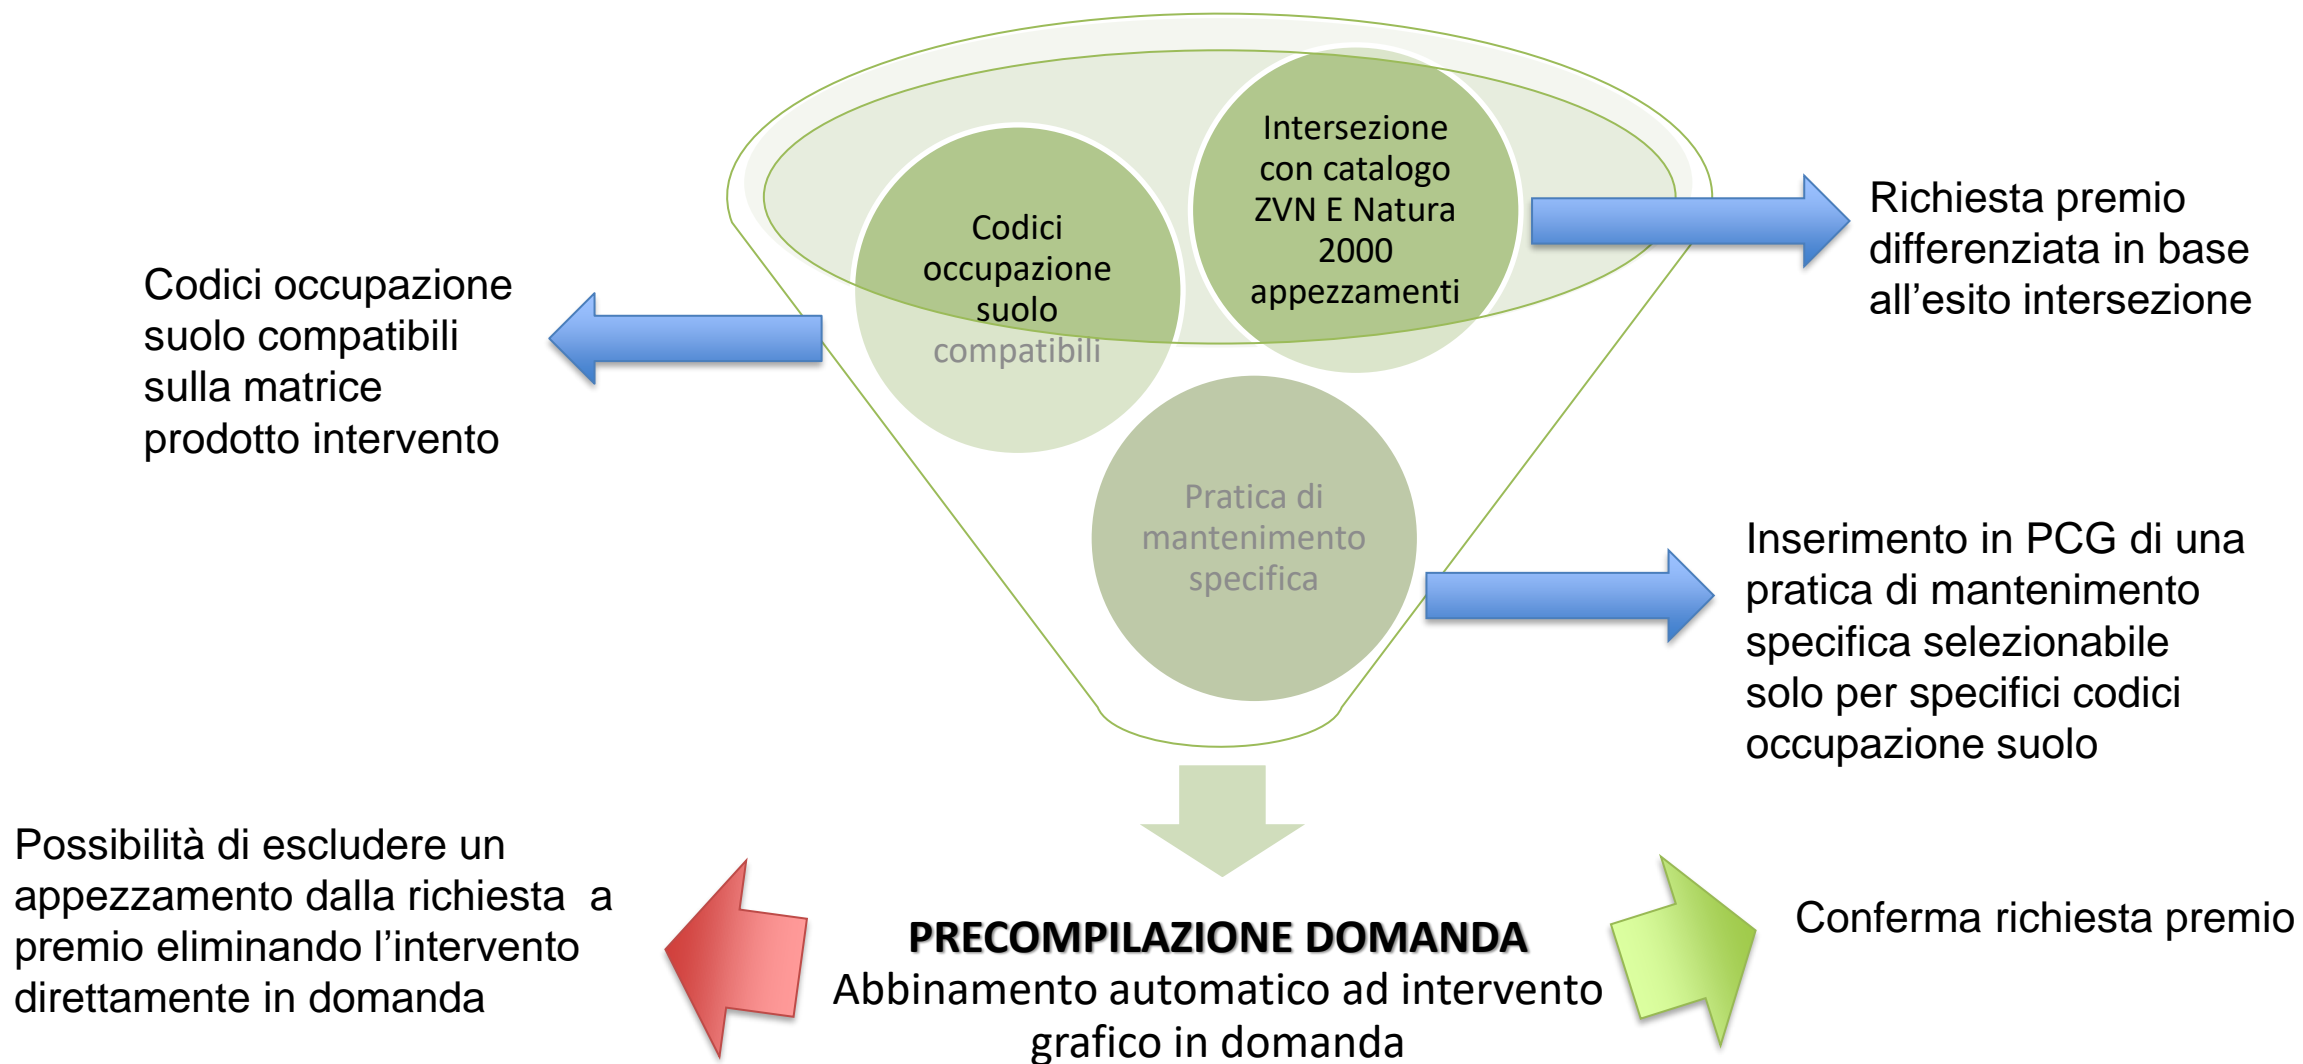 Intersezione
con catalogo
ZVN E Natura
2000
appezzamenti
Codici
occupazione
suolo
compatibili
Richiesta premio
differenziata in base
all’esito intersezione
Codici occupazione
suolo compatibili
sulla matrice
prodotto intervento
Pratica di
mantenimento
specifica
Inserimento in PCG di una
pratica di mantenimento
specifica selezionabile
solo per specifici codici
occupazione suolo
Possibilità di escludere un
appezzamento dalla richiesta a
premio eliminando l’intervento
direttamente in domanda
PRECOMPILAZIONE DOMANDA
Abbinamento automatico ad intervento
grafico in domanda
Conferma richiesta premio